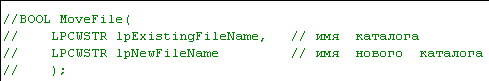 //BOOL MoveFile(
//    LPCWSTR lpExistingFileName,   // имя  каталога
//    LPCWSTR lpNewFileName         // имя  нового  каталога
//    );